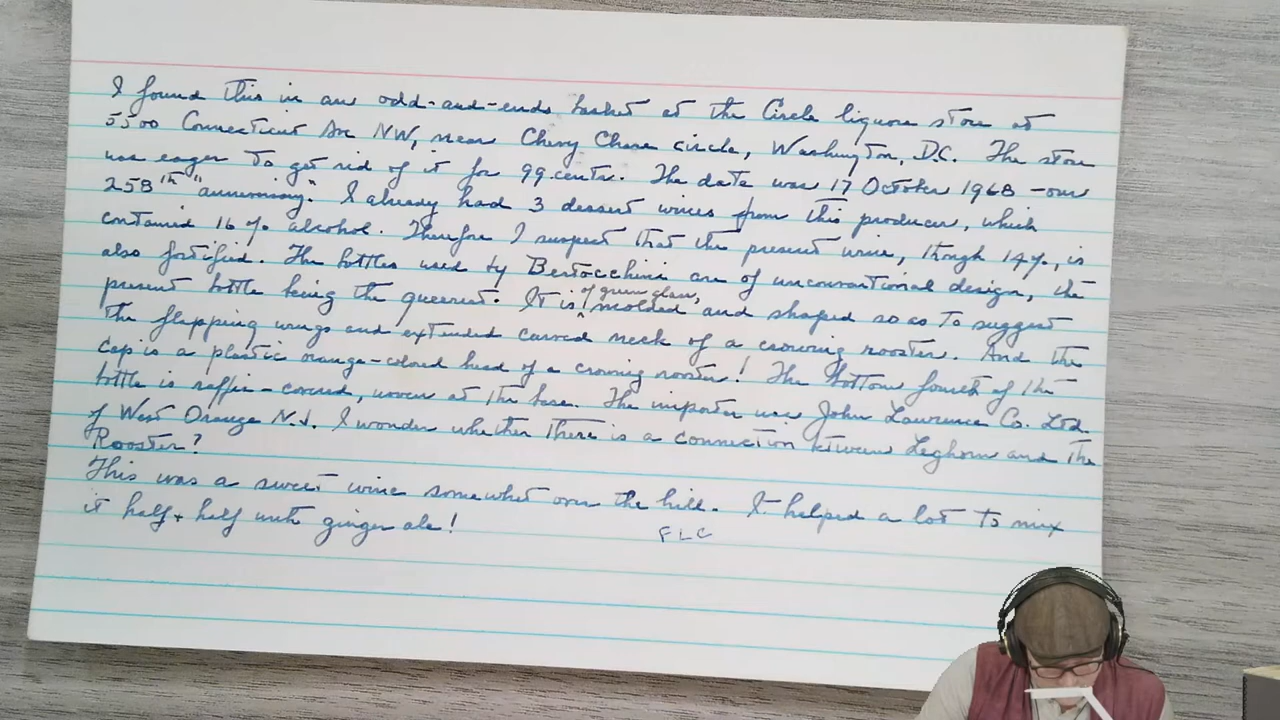 I found this in an odd-and-ends basket at the Circle liquor store at
5500 Connecticut Ave NW, near Chevy Chase circle, Washington, D.C. The store
was eager to get rid of it for 99 cents. The date was 17 October 1968 - our
258th "anniversary." I already had 3 dessert wines from this producer, which
contained 16% alcohol. Therefore I suspect that the present wine, though 14%, is
also fortified. The bottles used by Bertocchini are of unconventional design, the
present bottle being the queerest. It is of green glass, molded and shaped so as to suggest
the flapping wings and extended curved neck of a crowing rooster. And the
cap is a plastic orange-colored head of a crowing rooster! The bottom fourth of the
bottle is raffia-covered, woven at the base. The importer was John Lawrence Co. Ltd.
of West Orange N.J. I wonder whether there is a connection between Leghorn and the
Rooster?
This was a sweet wine somewhat over the hill. It helped a lot to mix
it half + half with ginger ale!
FLC